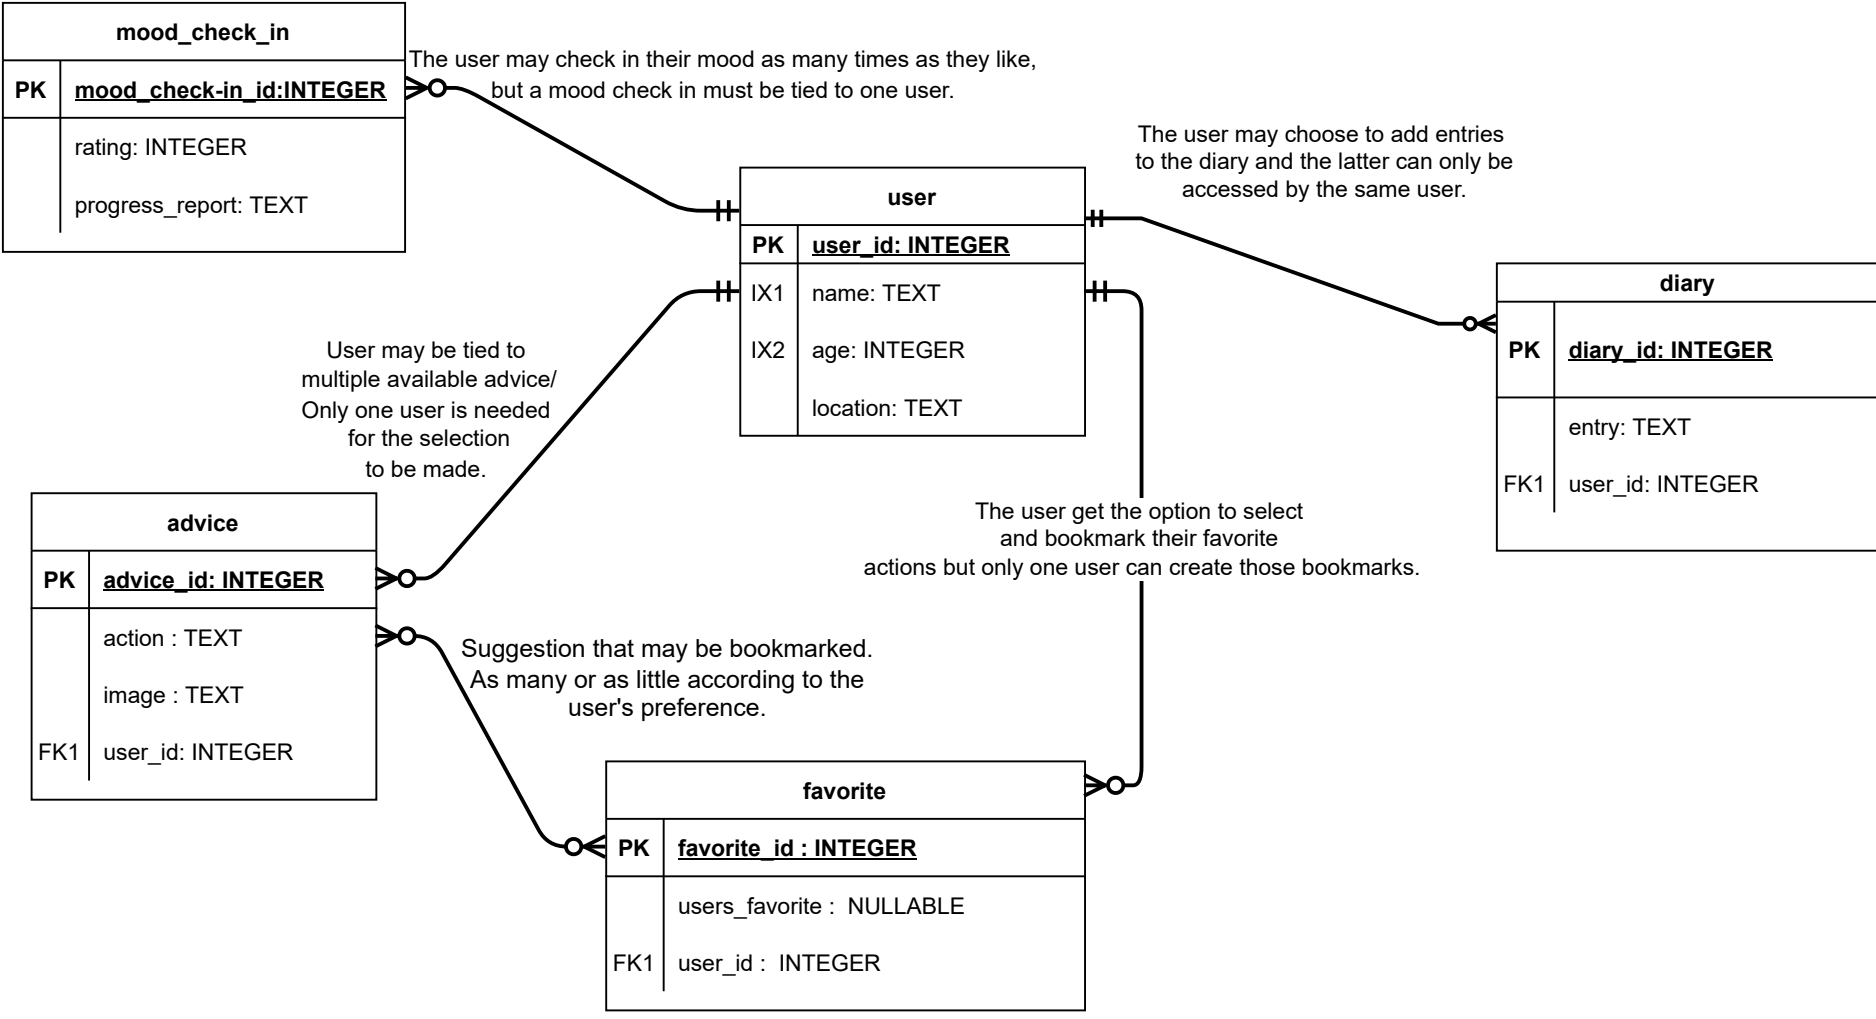 mood_check_in
PK mood_check-in_id:INTEGER
rating: INTEGER
progress_report: TEXT
The user may check in their mood as many times as they like,
but a mood check in must be tied to one user.
user
PK user_id: INTEGER
IX1 name: TEXT
IX2 age: INTEGER
location: TEXT
The user may choose to add entries
to the diary and the latter can only be
accessed by the same user.
diary
PK diary_id: INTEGER
entry: TEXT
FK1 user_id: INTEGER
User may be tied to
multiple available advice/
Only one user is needed
for the selection
to be made.
advice
PK advice_id: INTEGER
action : TEXT
image : TEXT
FK1 user_id: INTEGER
The user get the option to select
and bookmark their favorite
actions but only one user can create those bookmarks.
Suggestion that may be bookmarked.
As many or as little according to the
user's preference.
favorite
PK favorite_id : INTEGER
users_favorite : NULLABLE
FK1 user_id : INTEGER